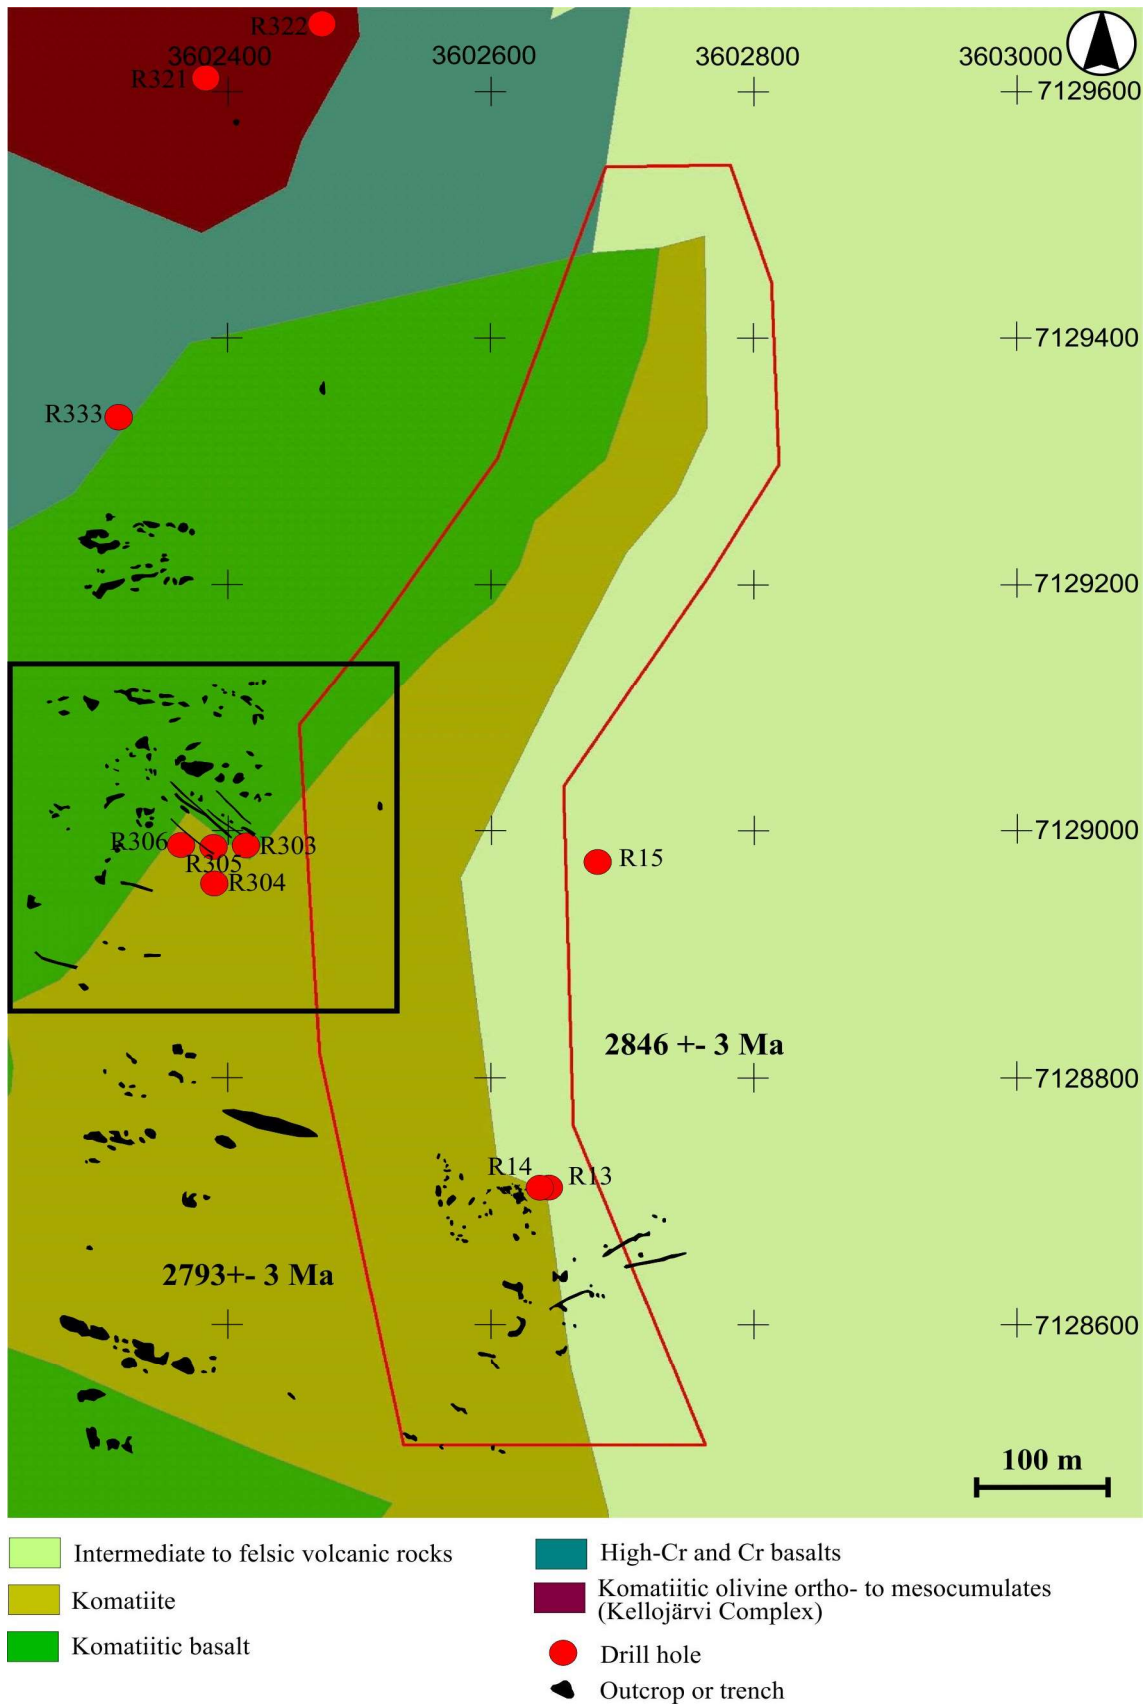 R322
3602400 3602600 3602800 3603000
R321
7129600
7129400
R333
7129200
7129000
R306
R303
R305
R304
R15
2846 +- 3 Ma
7128800
R14
R13
2793+- 3 Ma
7128600
100 m
Intermediate to felsic volcanic rocks
Komatiite
Komatiitic basalt
High-Cr and Cr basalts
Komatiitic olivine ortho- to mesocumulates
(Kellojärvi Complex)
Drill hole
Outcrop or trench